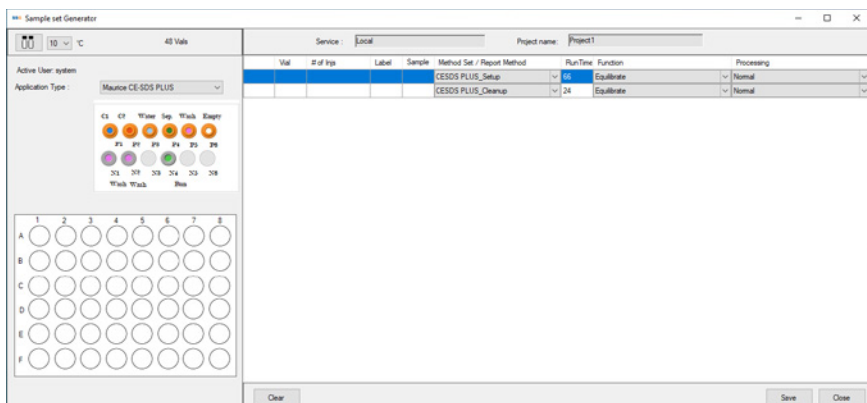 Sample set Generator
10 °C
48 Vials
Service :
Local
Project name:
Project1
Active User: system
Application Type :
Maurice CE-SDS PLUS
C1 C2 Water Sep. Wash Empty
P1 P2 P3 P4 P5 P6
N1 N2 N3 N4 N5 N6
Wash Wash Run
1 2 3 4 5 6 7 8
A
B
C
D
E
F
Vial # of Injs Label Sample Method Set / Report Method RunTime Function Processing
CESDS PLUS_Setup 66 Equilibrate Normal
CESDS PLUS_Cleanup 24 Equilibrate Normal
Clear
Save
Close